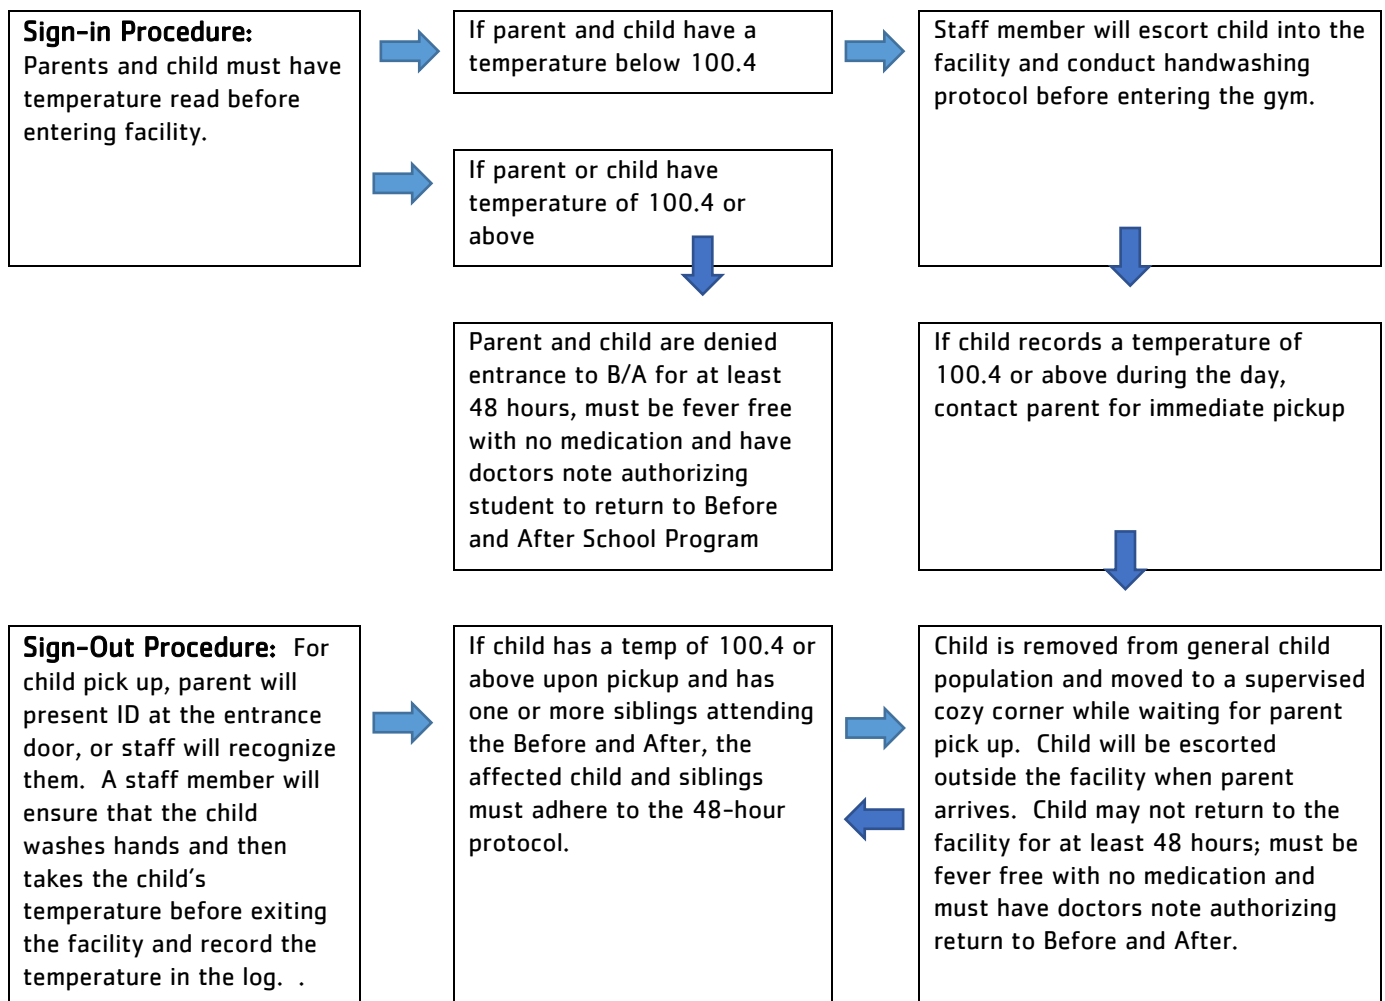 Sign-in Procedure:
Parents and child must have
temperature read before
entering facility.
If parent and child have a
temperature below 100.4
Staff member will escort child into the
facility and conduct handwashing
protocol before entering the gym.
If parent or child have
temperature of 100.4 or
above
Parent and child are denied
entrance to B/A for at least
48 hours, must be fever free
with no medication and have
doctors note authorizing
student to return to Before
and After School Program
If child records a temperature of
100.4 or above during the day,
contact parent for immediate pickup
Sign-Out Procedure: For
child pick up, parent will
present ID at the entrance
door, or staff will recognize
them. A staff member will
ensure that the child
washes hands and then
takes the child's
temperature before exiting
the facility and record the
temperature in the log. .
If child has a temp of 100.4 or
above upon pickup and has
one or more siblings attending
the Before and After, the
affected child and siblings
must adhere to the 48-hour
protocol.
Child is removed from general child
population and moved to a supervised
cozy corner while waiting for parent
pick up. Child will be escorted
outside the facility when parent
arrives. Child may not return to the
facility for at least 48 hours; must be
fever free with no medication and
must have doctors note authorizing
return to Before and After.